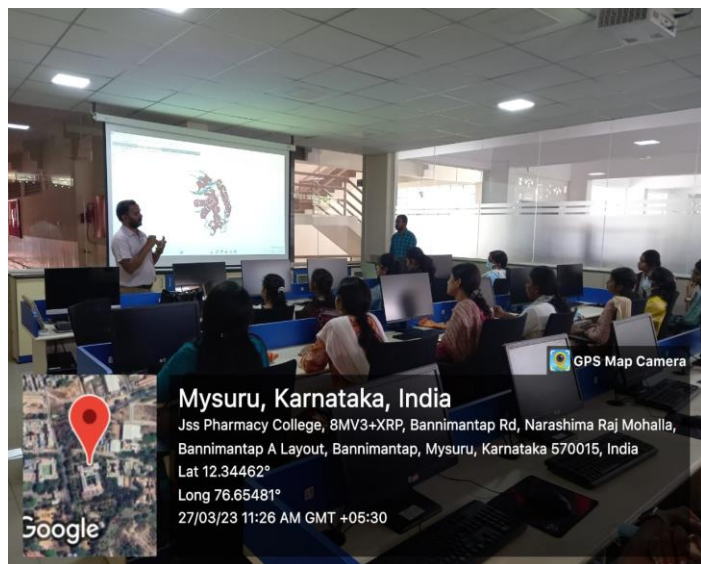 GPS Map Camera
Mysuru, Karnataka, India
Jss Pharmacy College, 8MV3+XRP, Bannimantap Rd, Narashima Raj Mohalla,
Bannimantap A Layout, Bannimantap, Mysuru, Karnataka 570015, India
Lat 12.34462°
Long 76.65481°
27/03/23 11:26 AM GMT +05:30
Google